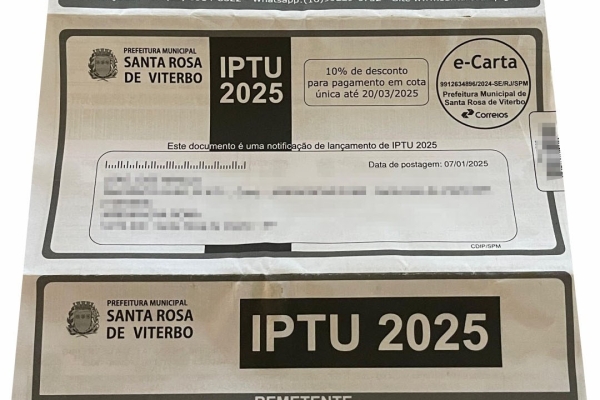 PREFEITURA MUNICIPAL
SANTA ROSA
DE VITERBO
IPTU
2025
10% de desconto
para pagamento em cota
única até 20/03/2025
e-Carta
9912634896/2024-SE/RJ/SPM
Prefeitura Municipal de
Santa Rosa de Viterbo
Correios
Este documento é uma notificação de lançamento de IPTU 2025
Data de postagem: 07/01/2025
CDIP/SPM
PREFEITURA MUNICIPAL
SANTA ROSA
DE VITERBO
IPTU 2025
REMETENTE